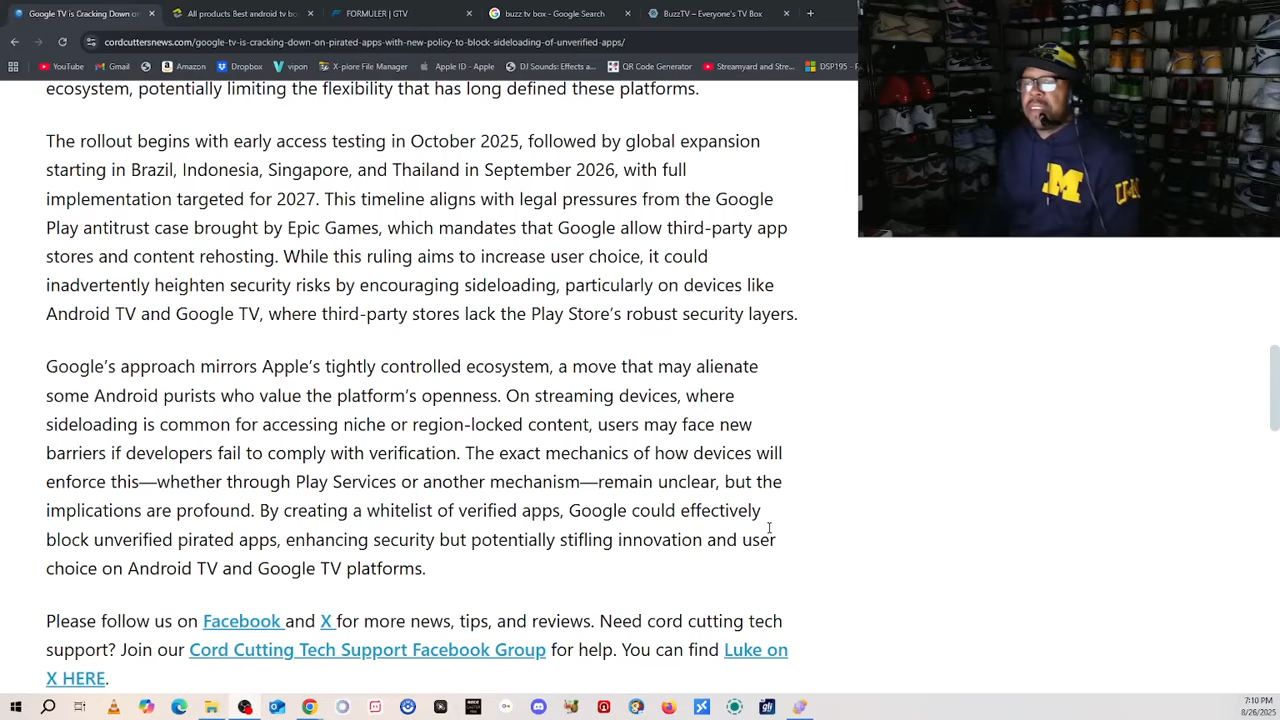 Google TV is Cracking Down on
All products Best android tv bo
FORMULER | GTV
buzz tv box - Google Search
BuzzTV – Everyone's TV Box
cordcuttersnews.com/google-tv-is-cracking-down-on-pirated-apps-with-new-policy-to-block-sideloading-of-unverified-apps/
YouTube
Gmail
Amazon
Dropbox
vipon
X-plore File Manager
Apple ID - Apple
DJ Sounds: Effects a...
QR Code Generator
Streamyard and Stre...
DSP195
ecosystem, potentially limiting the flexibility that has long defined these platforms.
The rollout begins with early access testing in October 2025, followed by global expansion
starting in Brazil, Indonesia, Singapore, and Thailand in September 2026, with full
implementation targeted for 2027. This timeline aligns with legal pressures from the Google
Play antitrust case brought by Epic Games, which mandates that Google allow third-party app
stores and content rehosting. While this ruling aims to increase user choice, it could
inadvertently heighten security risks by encouraging sideloading, particularly on devices like
Android TV and Google TV, where third-party stores lack the Play Store’s robust security layers.
Google’s approach mirrors Apple’s tightly controlled ecosystem, a move that may alienate
some Android purists who value the platform’s openness. On streaming devices, where
sideloading is common for accessing niche or region-locked content, users may face new
barriers if developers fail to comply with verification. The exact mechanics of how devices will
enforce this—whether through Play Services or another mechanism—remain unclear, but the
implications are profound. By creating a whitelist of verified apps, Google could effectively
block unverified pirated apps, enhancing security but potentially stifling innovation and user
choice on Android TV and Google TV platforms.
Please follow us on Facebook and X for more news, tips, and reviews. Need cord cutting tech
support? Join our Cord Cutting Tech Support Facebook Group for help. You can find Luke on
X HERE.
M
7:10 PM
8/26/2025